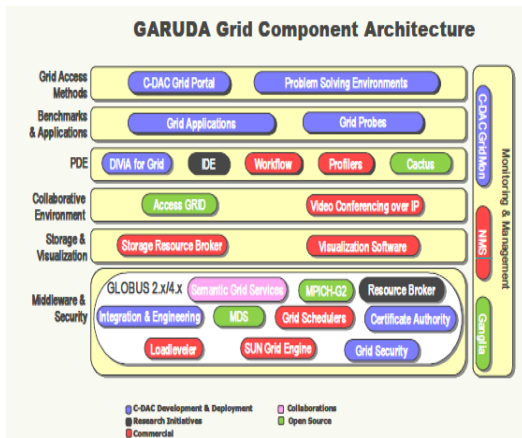 GARUDA Grid Component Architecture
Grid Access
Methods
C-DAC Grid Portal
Problem Solving Environments
Benchmarks
& Applications
Grid Applications
Grid Probes
PDE
DIVIA for Grid
IDE
Workflow
Profilers
Cactus
Collaborative
Environment
Access GRID
Video Conferencing over IP
Storage &
Visualization
Storage Resource Broker
Visualization Software
Middleware &
Security
GLOBUS 2.x/4.x
Semantic Grid Services
MPICH-G2
Resource Broker
Integration & Engineering
MDS
Grid Schedulers
Certificate Authority
Loadleveler
SUN Grid Engine
Grid Security
C-DAC GridMon
NMS
Ganglia
Monitoring & Management
C-DAC Development & Deployment
Research Initiatives
Commercial
Collaborations
Open Source